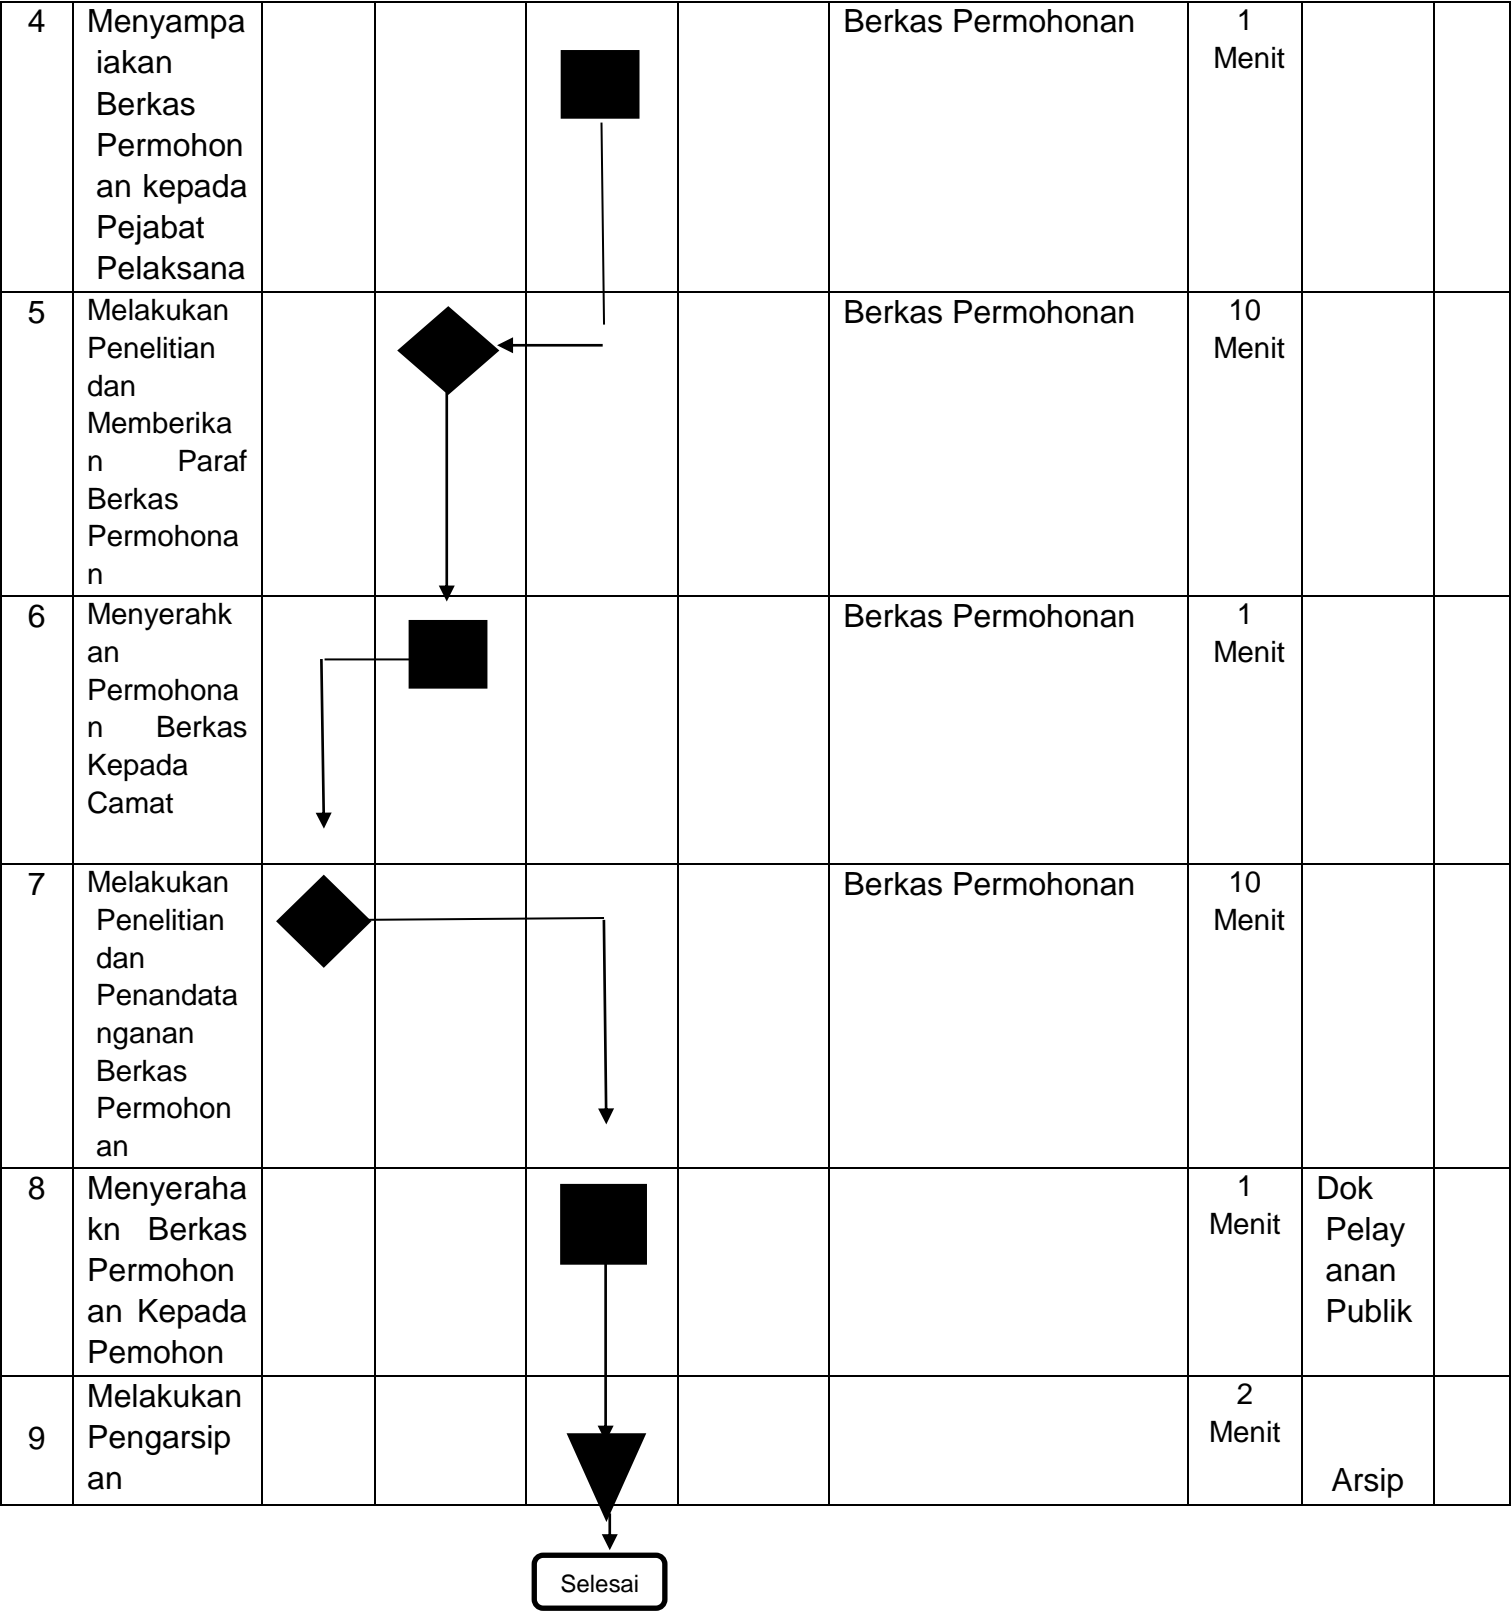 4 Menyampa Berkas Permohonan 1
iakan Menit
Berkas
Permohon
an kepada
Pejabat
Pelaksana
5 Melakukan Berkas Permohonan 10
Penelitian Menit
dan
Memberika
n Paraf
Berkas
Permohona
n
6 Menyerahk Berkas Permohonan 1
an Menit
Permohona
n Berkas
Kepada
Camat
7 Melakukan Berkas Permohonan 10
Penelitian Menit
dan
Penandata
nganan
Berkas
Permohon
an
8 Menyeraha 1 Dok
kn Berkas Menit Pelay
Permohon anan
an Kepada Publik
Pemohon
Melakukan 2
9 Pengarsip Menit
an Arsip
Selesai